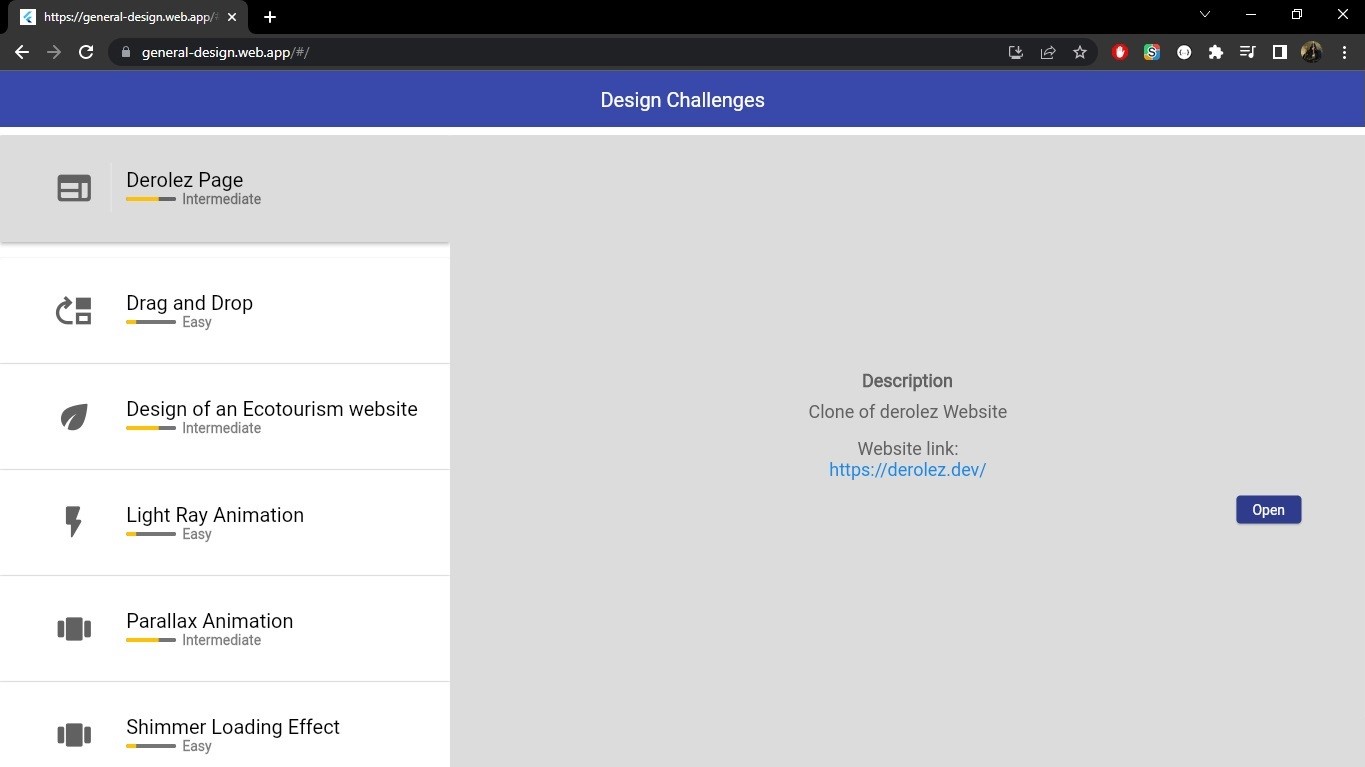 https://general-design.web.app/
general-design.web.app/#/
Design Challenges
Derolez Page
Intermediate
Drag and Drop
Easy
Design of an Ecotourism website
Intermediate
Light Ray Animation
Easy
Parallax Animation
Intermediate
Shimmer Loading Effect
Easy
Description
Clone of derolez Website
Website link:
https://derolez.dev/
Open